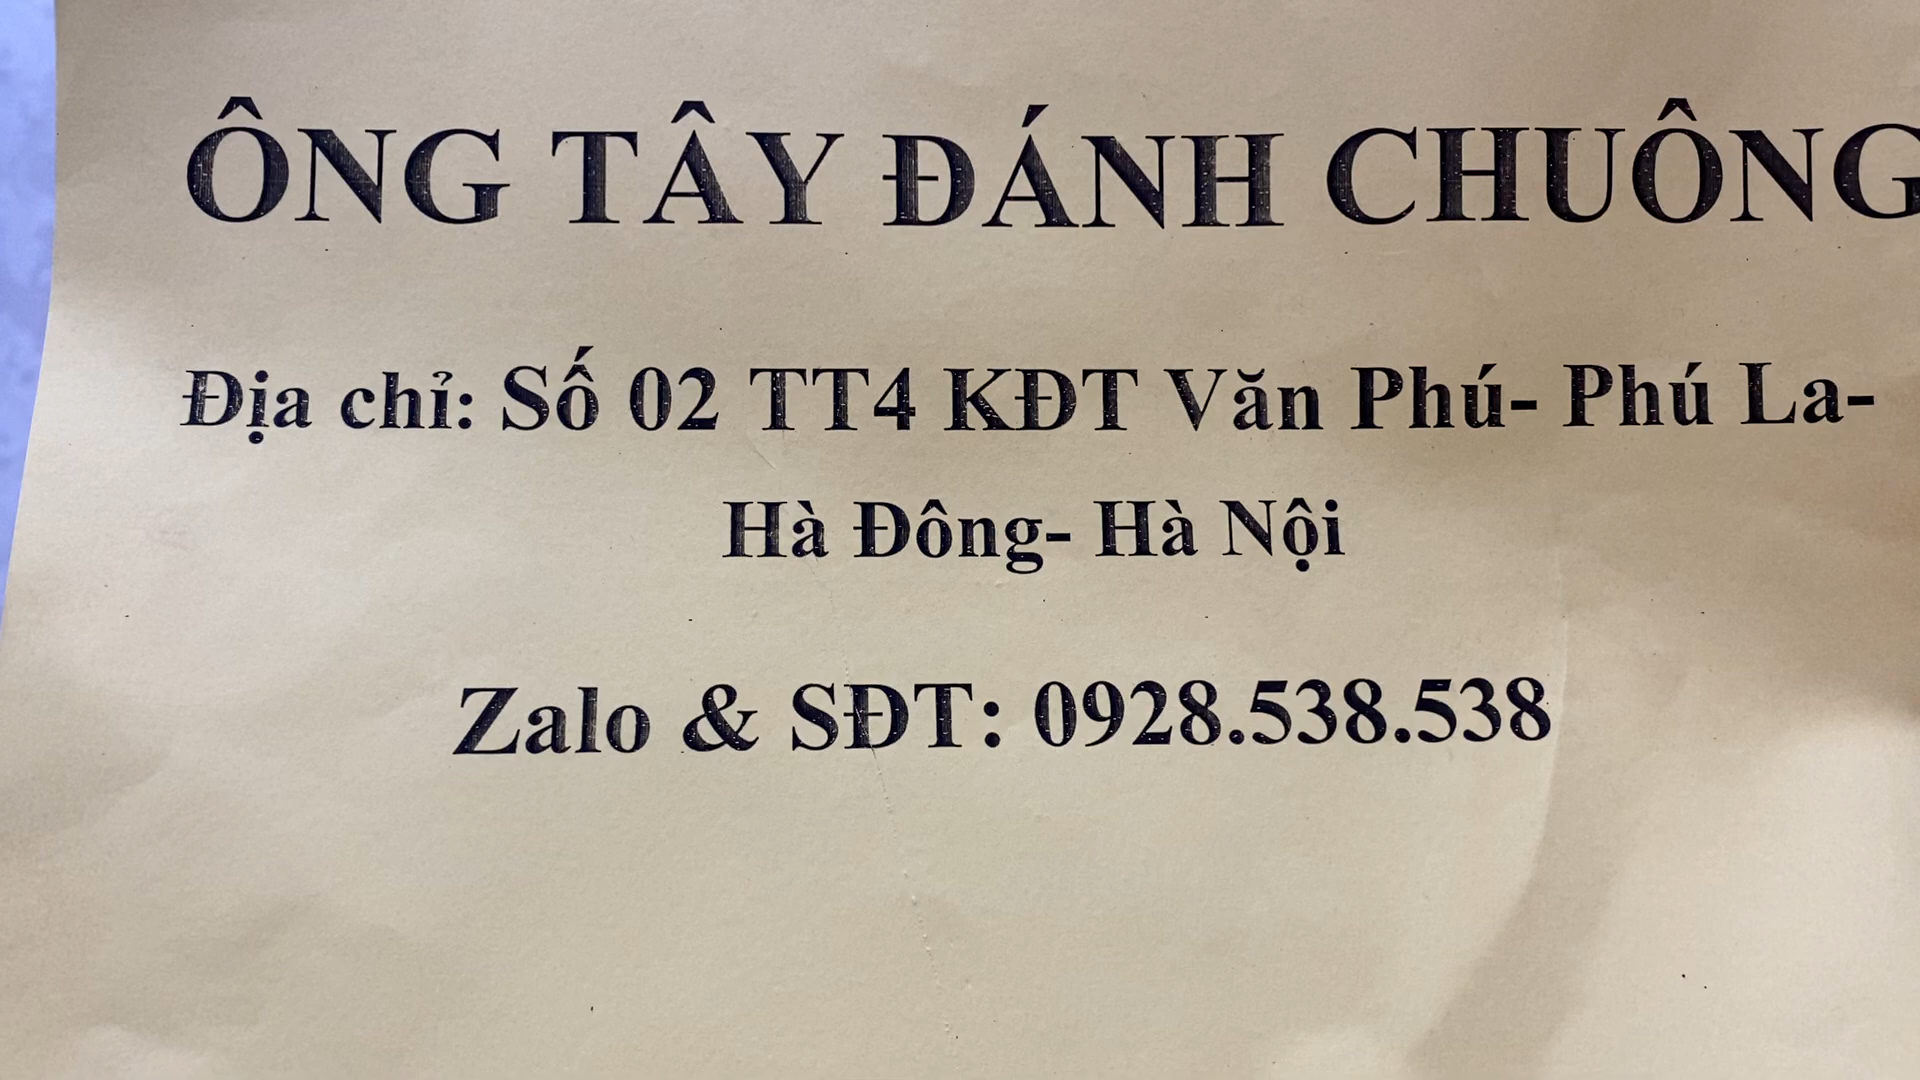 ÔNG TÂY ĐÁNH CHUÔNG
Địa chỉ: Số 02 TT4 KĐT Văn Phú- Phú La-
Hà Đông- Hà Nội
Zalo & SĐT: 0928.538.538